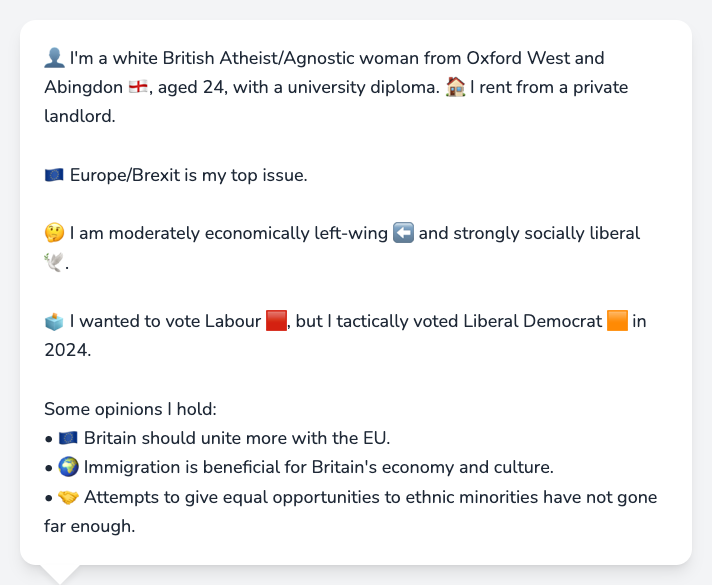 👤 I'm a white British Atheist/Agnostic woman from Oxford West and
Abingdon 🏴󠁧󠁢󠁥󠁮󠁧󠁿, aged 24, with a university diploma. 🏠 I rent from a private
landlord.
🇪🇺 Europe/Brexit is my top issue.
🤔 I am moderately economically left-wing ⬅️ and strongly socially liberal
🕊️.
🗳️ I wanted to vote Labour 🟥, but I tactically voted Liberal Democrat 🟧 in
2024.
Some opinions I hold:
• 🇪🇺 Britain should unite more with the EU.
• 🌍 Immigration is beneficial for Britain's economy and culture.
• 🤝 Attempts to give equal opportunities to ethnic minorities have not gone
far enough.